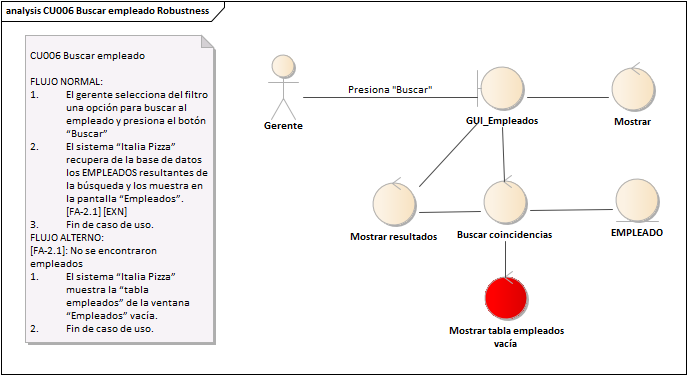 analysis CU006 Buscar empleado Robustness
CU006 Buscar empleado
FLUJO NORMAL:
1. El gerente selecciona del filtro
una opción para buscar al
empleado y presiona el botón
“Buscar”
2. El sistema “Italia Pizza”
recupera de la base de datos
los EMPLEADOS resultantes de
la búsqueda y los muestra en
la pantalla “Empleados”.
[FA-2.1] [EXN]
3. Fin de caso de uso.
FLUJO ALTERNO:
[FA-2.1]: No se encontraron
empleados
1. El sistema “Italia Pizza”
muestra la “tabla
empleados” de la ventana
“Empleados” vacía.
2. Fin de caso de uso.
Presiona "Buscar"
Gerente
GUI_Empleados
Mostrar
Mostrar resultados
Buscar coincidencias
EMPLEADO
Mostrar tabla empleados
vacía